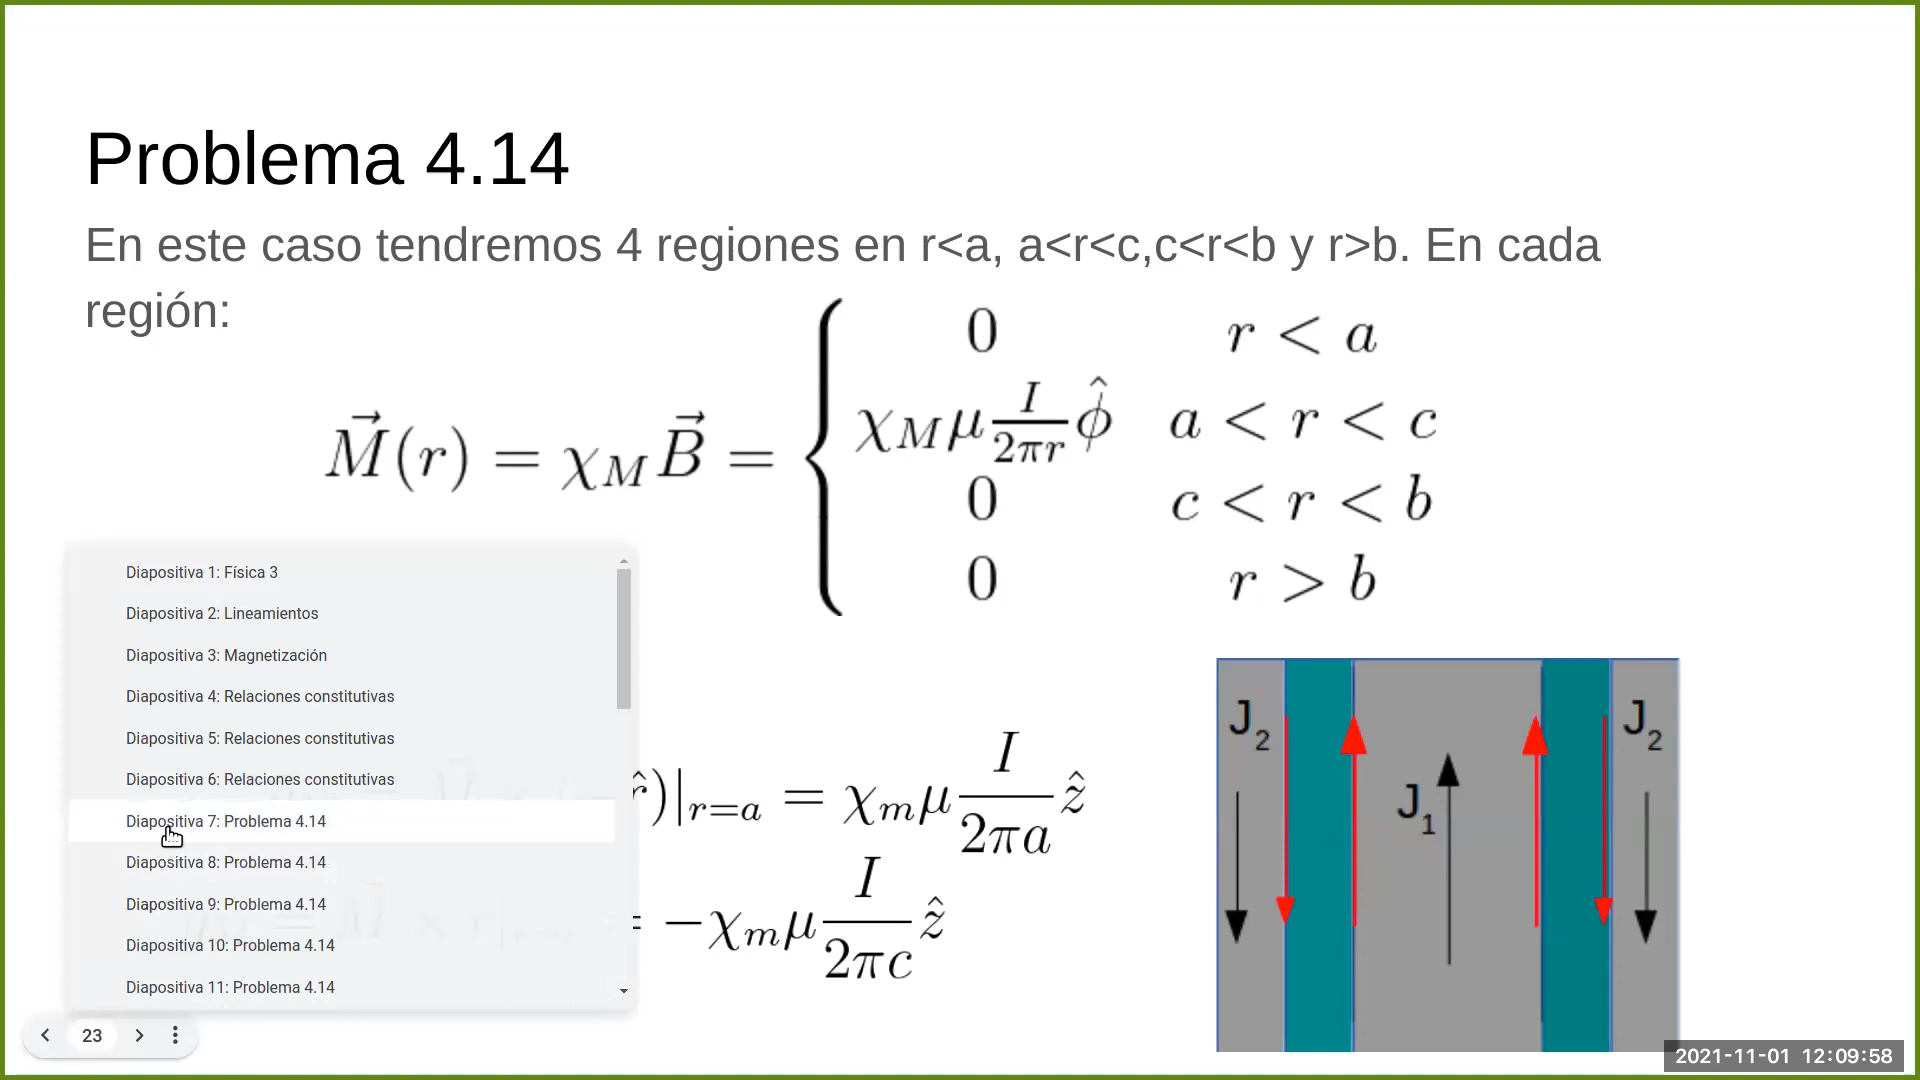 Problema 4.14
En este caso tendremos 4 regiones en r<a, a<r<c,c<r<b y r>b. En cada
región:
0 r < a
χ_M μ I/2πr φ̂ a < r < c
M⃗(r) = χ_M B⃗ =
0 c < r < b
0 r > b
Diapositiva 1: Física 3
Diapositiva 2: Lineamientos
Diapositiva 3: Magnetización
Diapositiva 4: Relaciones constitutivas
Diapositiva 5: Relaciones constitutivas
Diapositiva 6: Relaciones constitutivas
Diapositiva 7: Problema 4.14
Diapositiva 8: Problema 4.14
Diapositiva 9: Problema 4.14
Diapositiva 10: Problema 4.14
Diapositiva 11: Problema 4.14
r̂)|_{r=a} = χ_m μ I/2πa ẑ
= −χ_m μ I/2πc ẑ
J2
J1
J2
23
2021-11-01 12:09:58